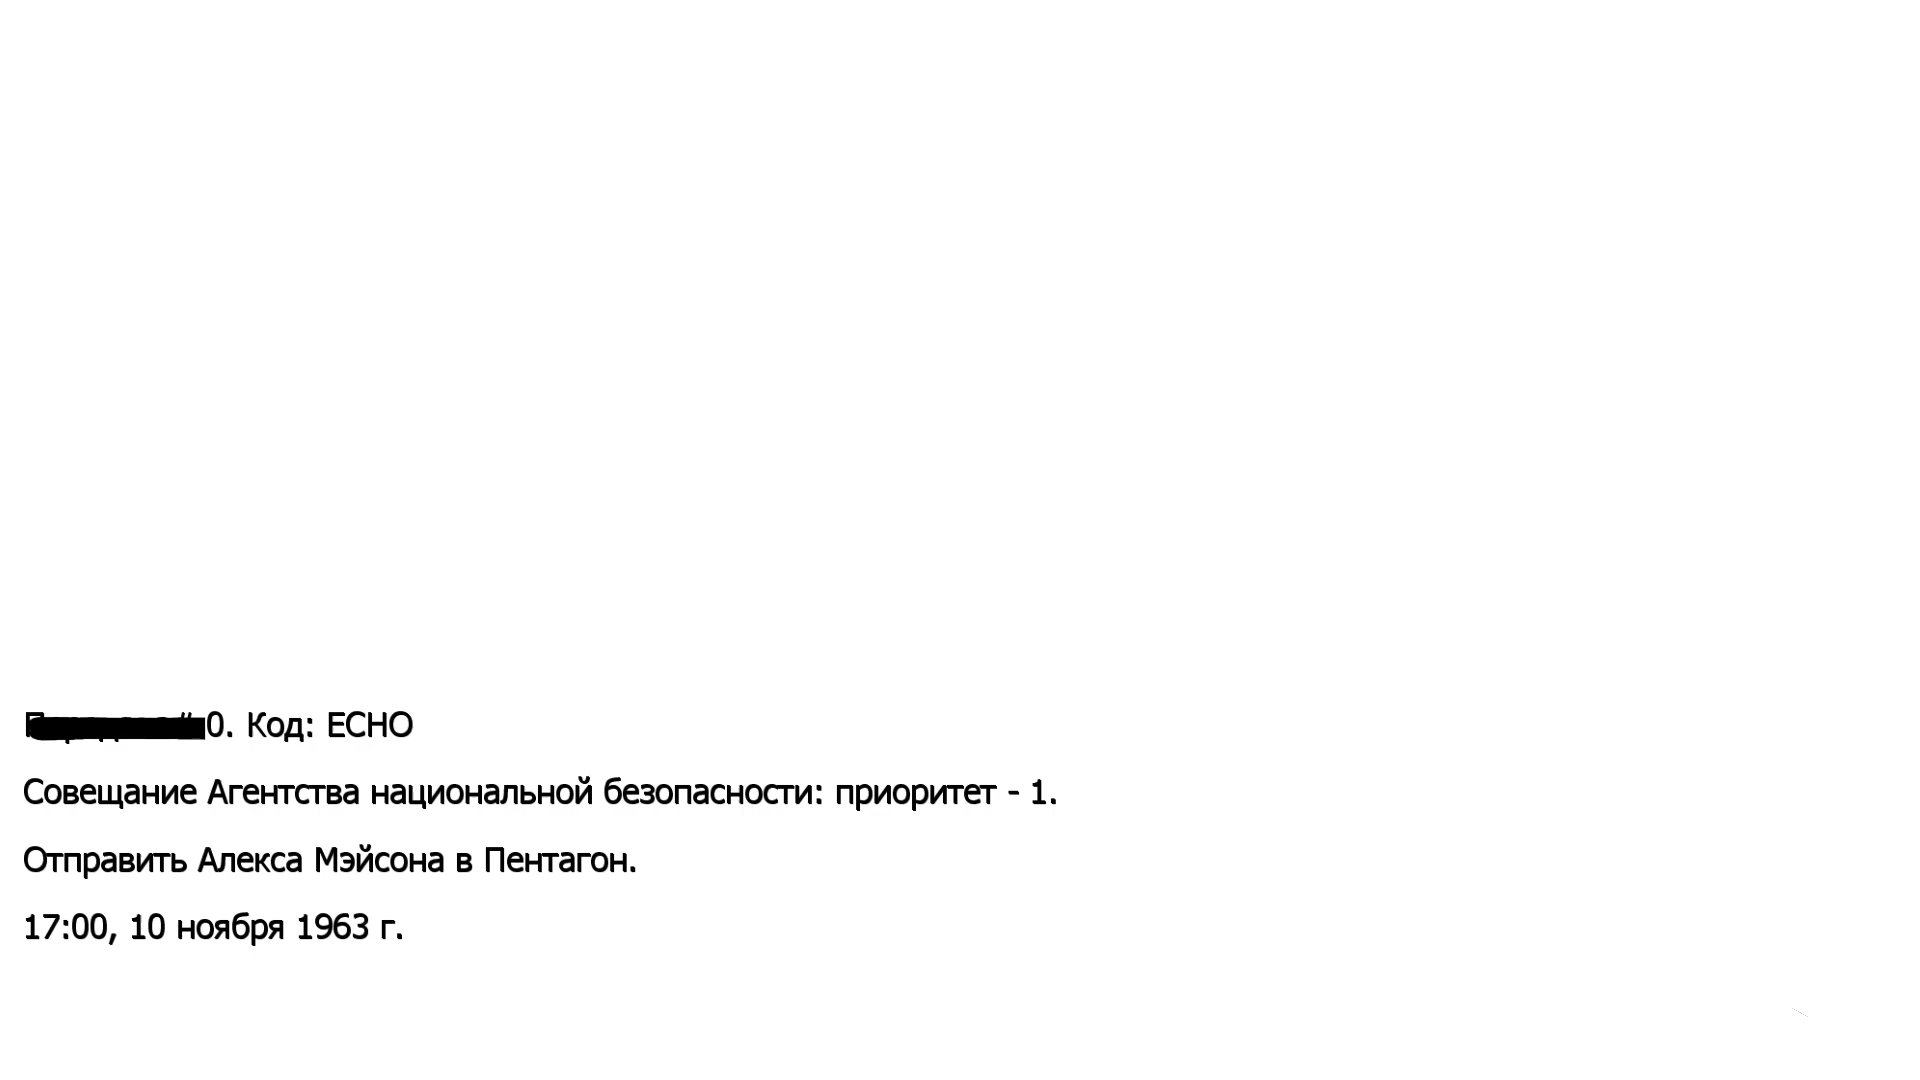 0. Код: ECHO
Совещание Агентства национальной безопасности: приоритет - 1.
Отправить Алекса Мэйсона в Пентагон.
17:00, 10 ноября 1963 г.